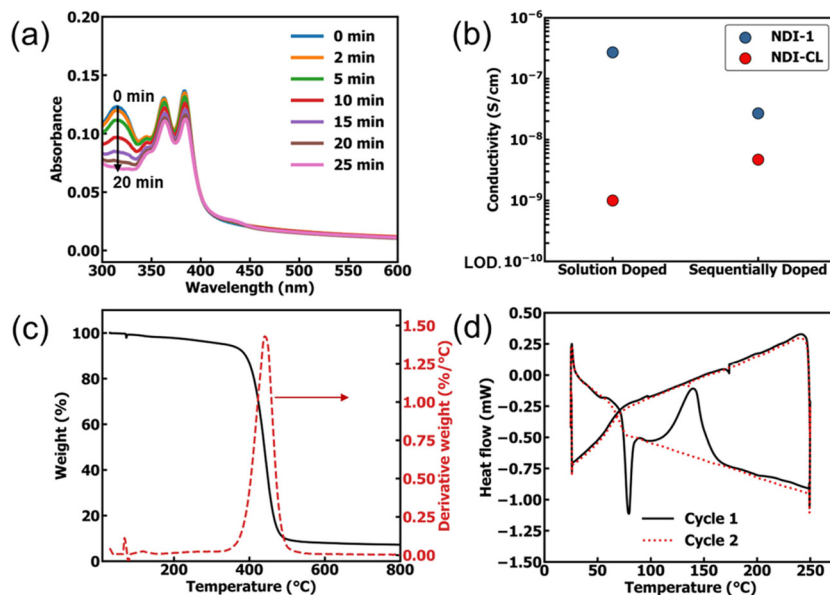 (a)
0.20
0.15
0.10
0.05
0.00
Absorbance
300 350 400 450 500 550 600
Wavelength (nm)
0 min
20 min
0 min
2 min
5 min
10 min
15 min
20 min
25 min
(b)
10⁻⁶
10⁻⁷
10⁻⁸
10⁻⁹
10⁻¹⁰
LOD.
Conductivity (S/cm)
NDI-1
NDI-CL
Solution Doped Sequentially Doped
(c)
100
80
60
40
20
0
Weight (%)
200 400 600 800
Temperature (°C)
1.50
1.25
1.00
0.75
0.50
0.25
0.00
Derivative weight (%/°C)
(d)
0.50
0.25
0.00
−0.25
−0.50
−0.75
−1.00
−1.25
−1.50
Heat flow (mW)
Cycle 1
Cycle 2
0 50 100 150 200 250
Temperature (°C)